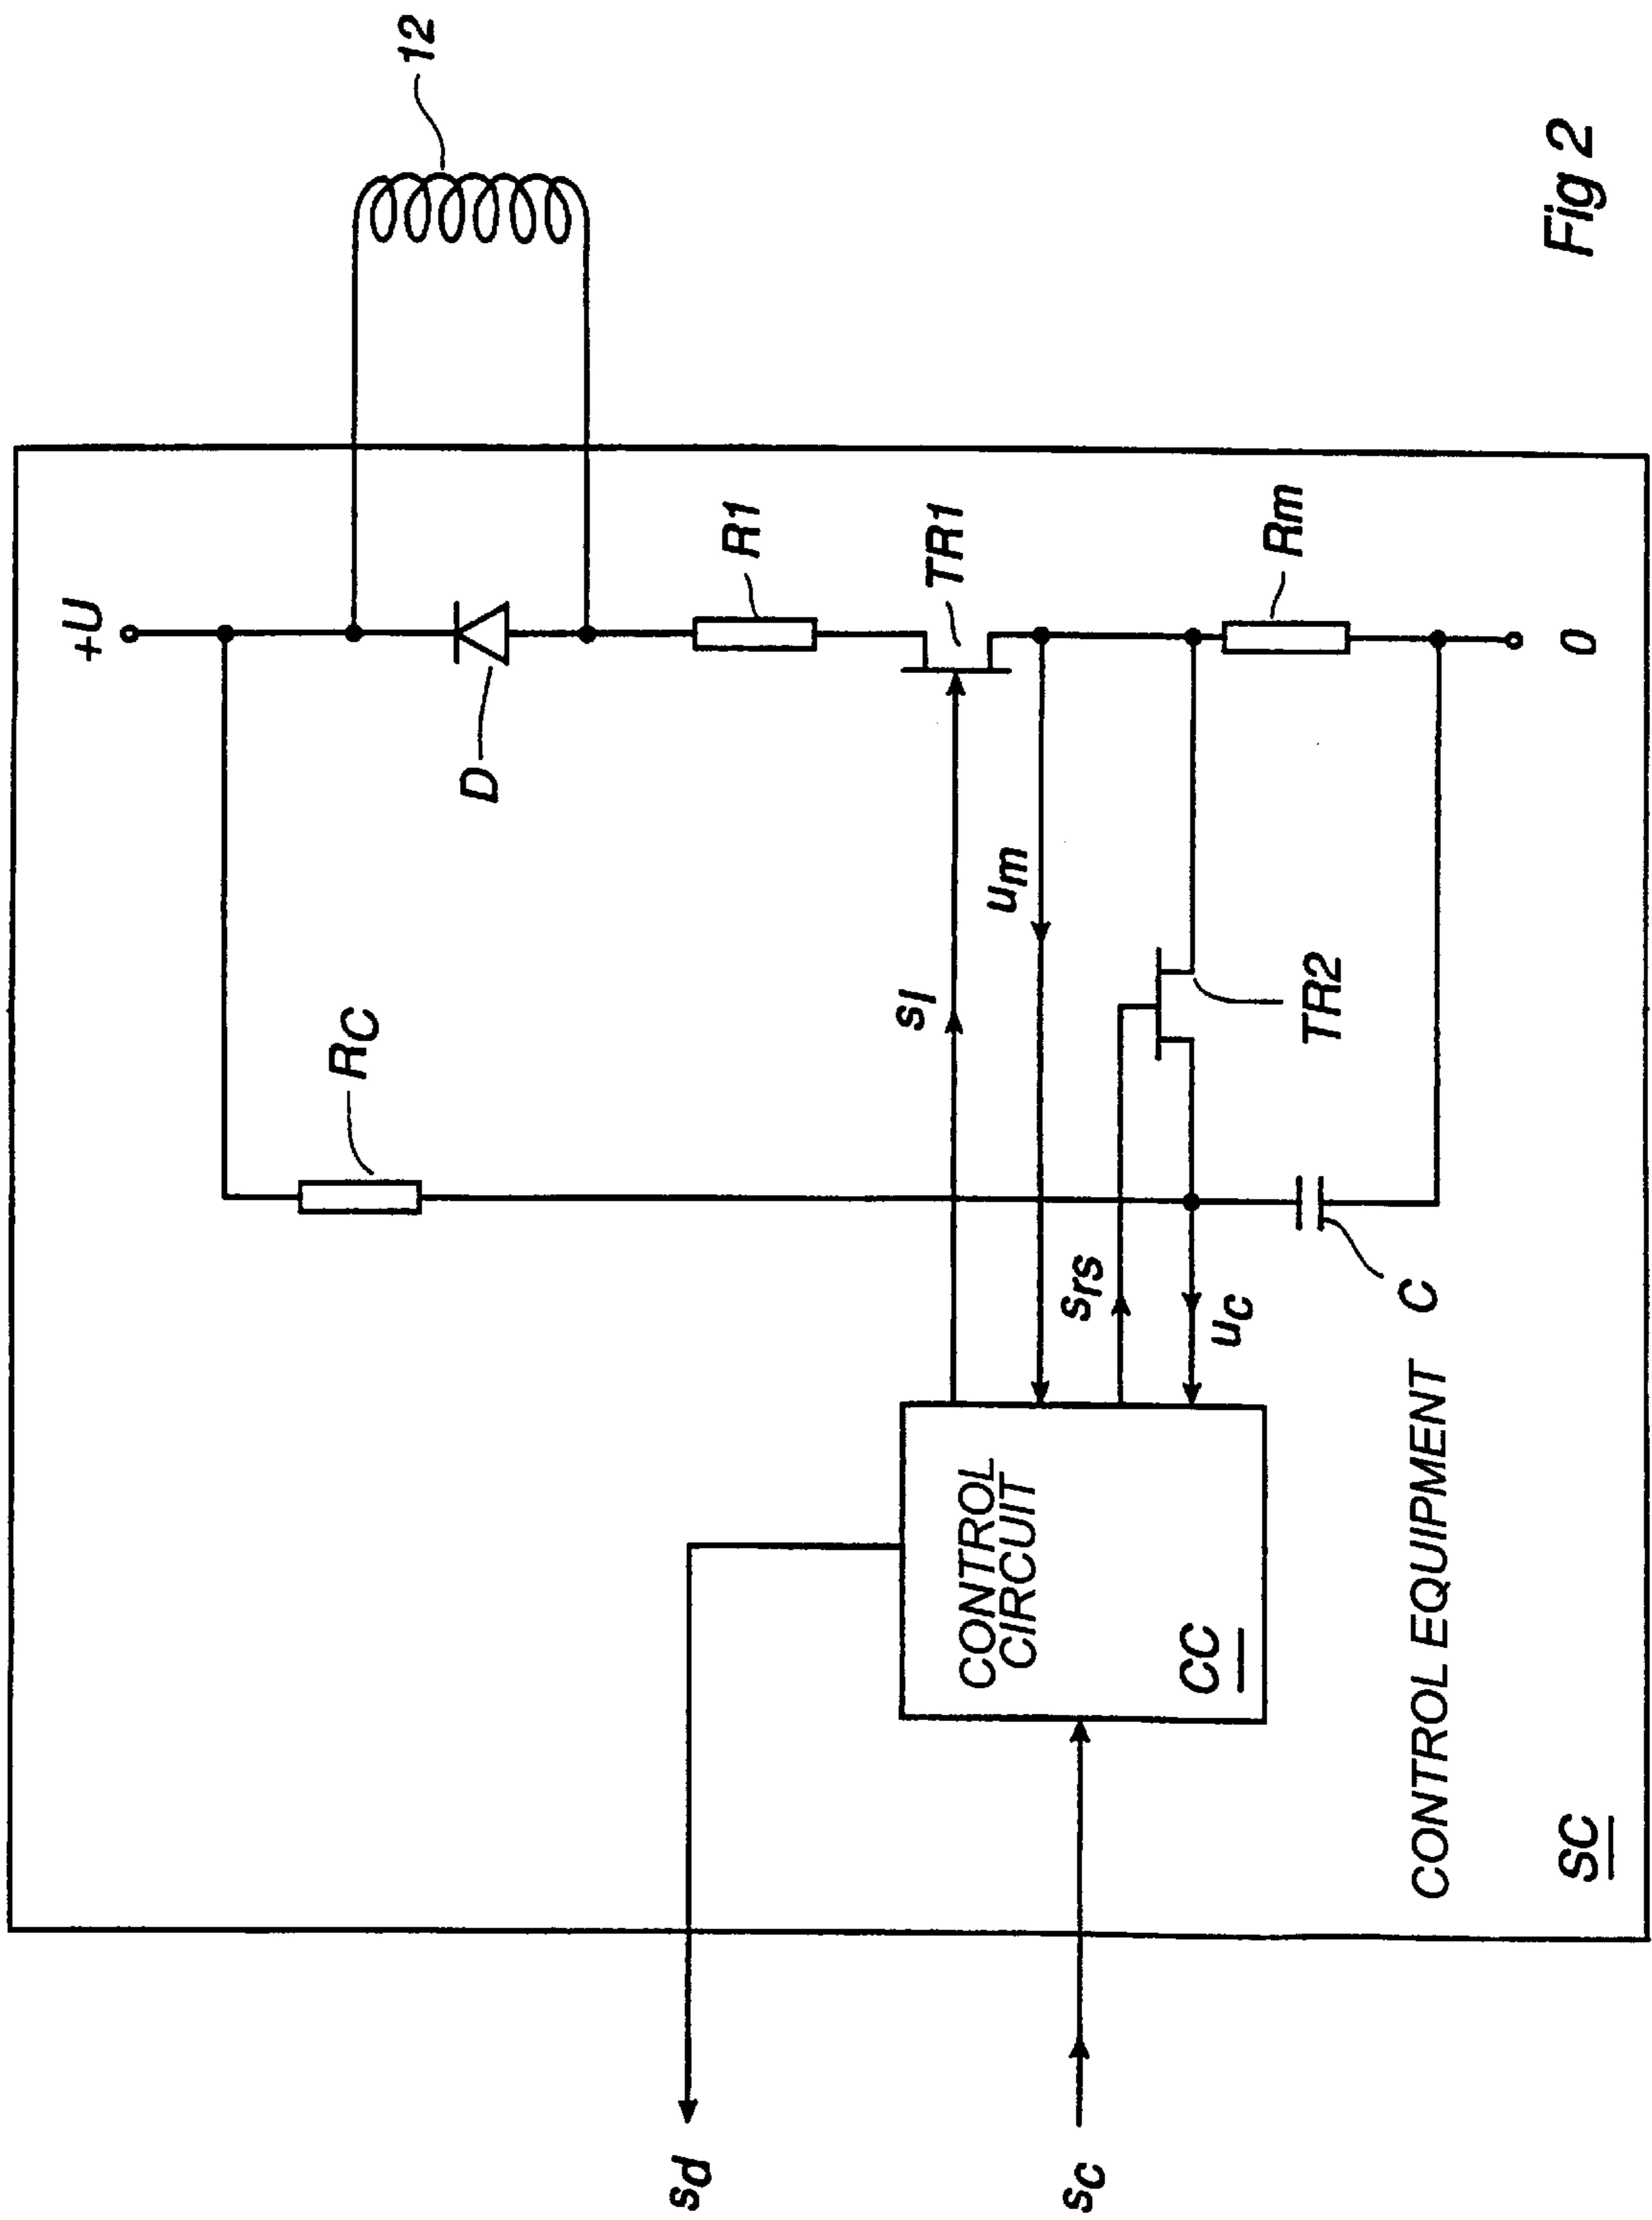 12
+U
D
R1
TR1
Rm
0
RC
sI
um
TR2
srs
uc
C
CONTROL
CIRCUIT
CC
CONTROL EQUIPMENT
SC
sd
sc
Fig 2